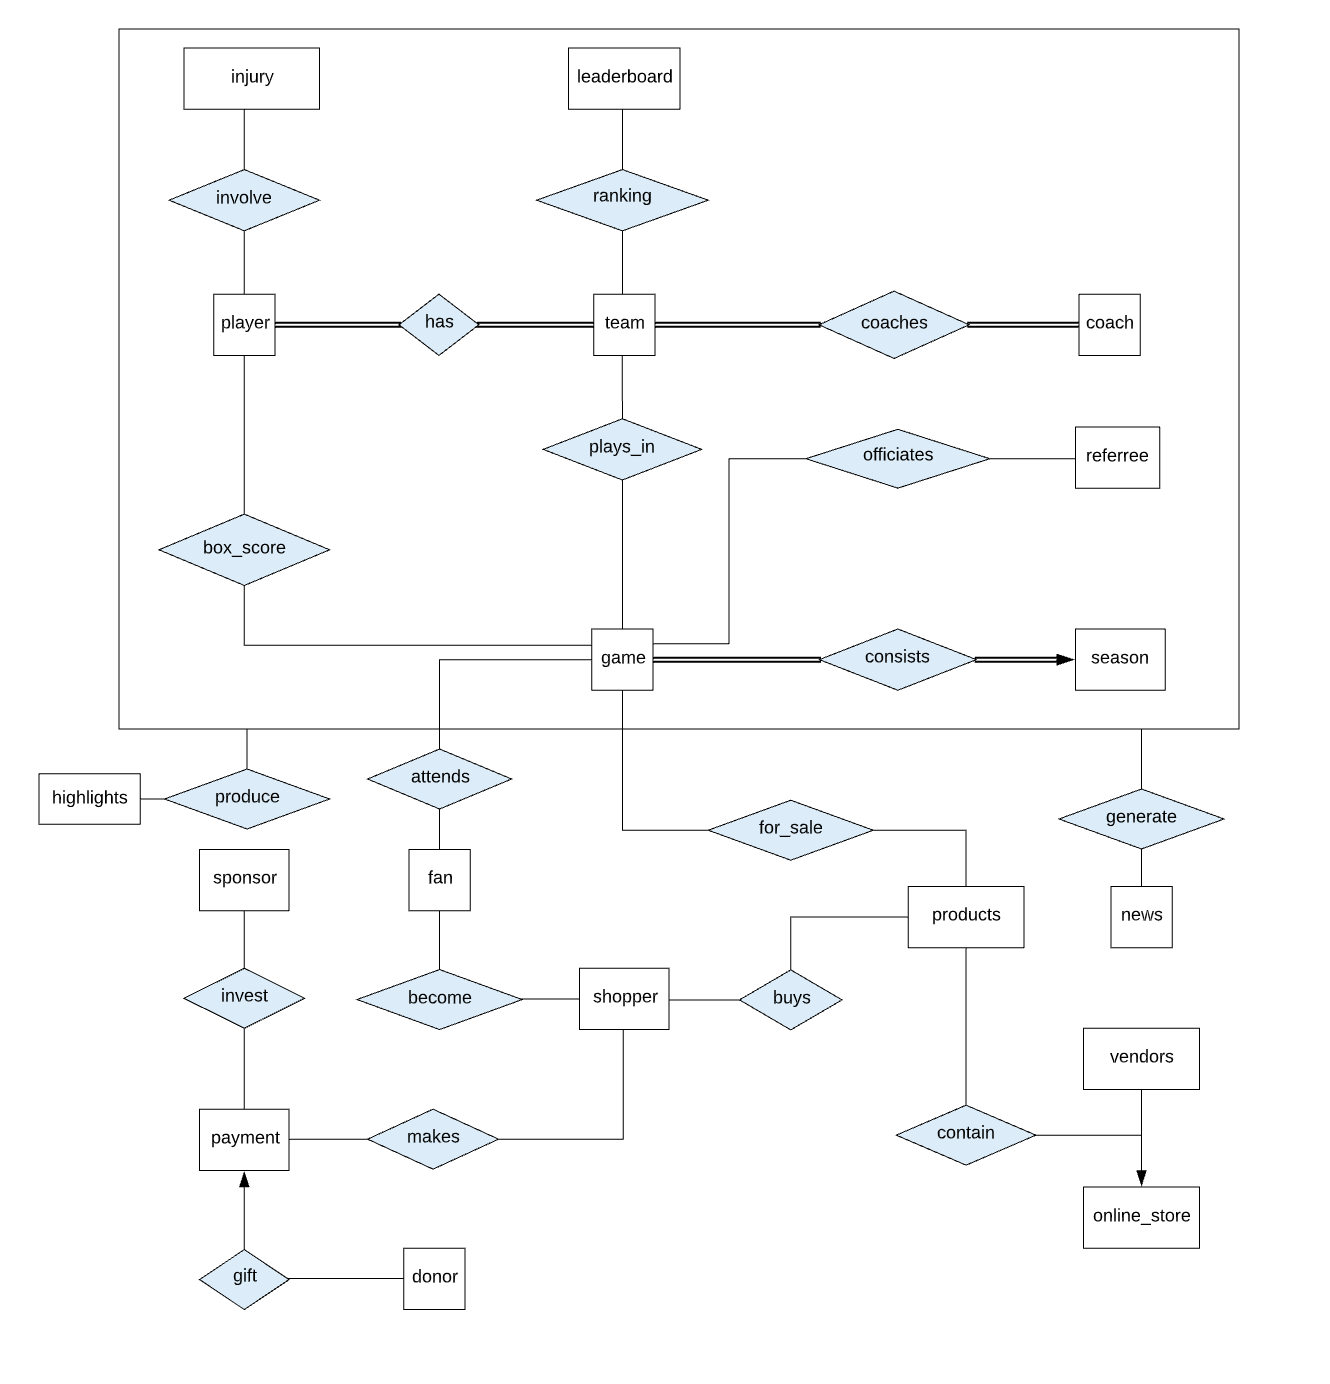 injury
leaderboard
involve
ranking
player
has
team
coaches
coach
plays_in
officiates
referree
box_score
game
consists
season
attends
highlights
produce
for_sale
generate
sponsor
fan
products
news
invest
become
shopper
buys
vendors
payment
makes
contain
online_store
gift
donor